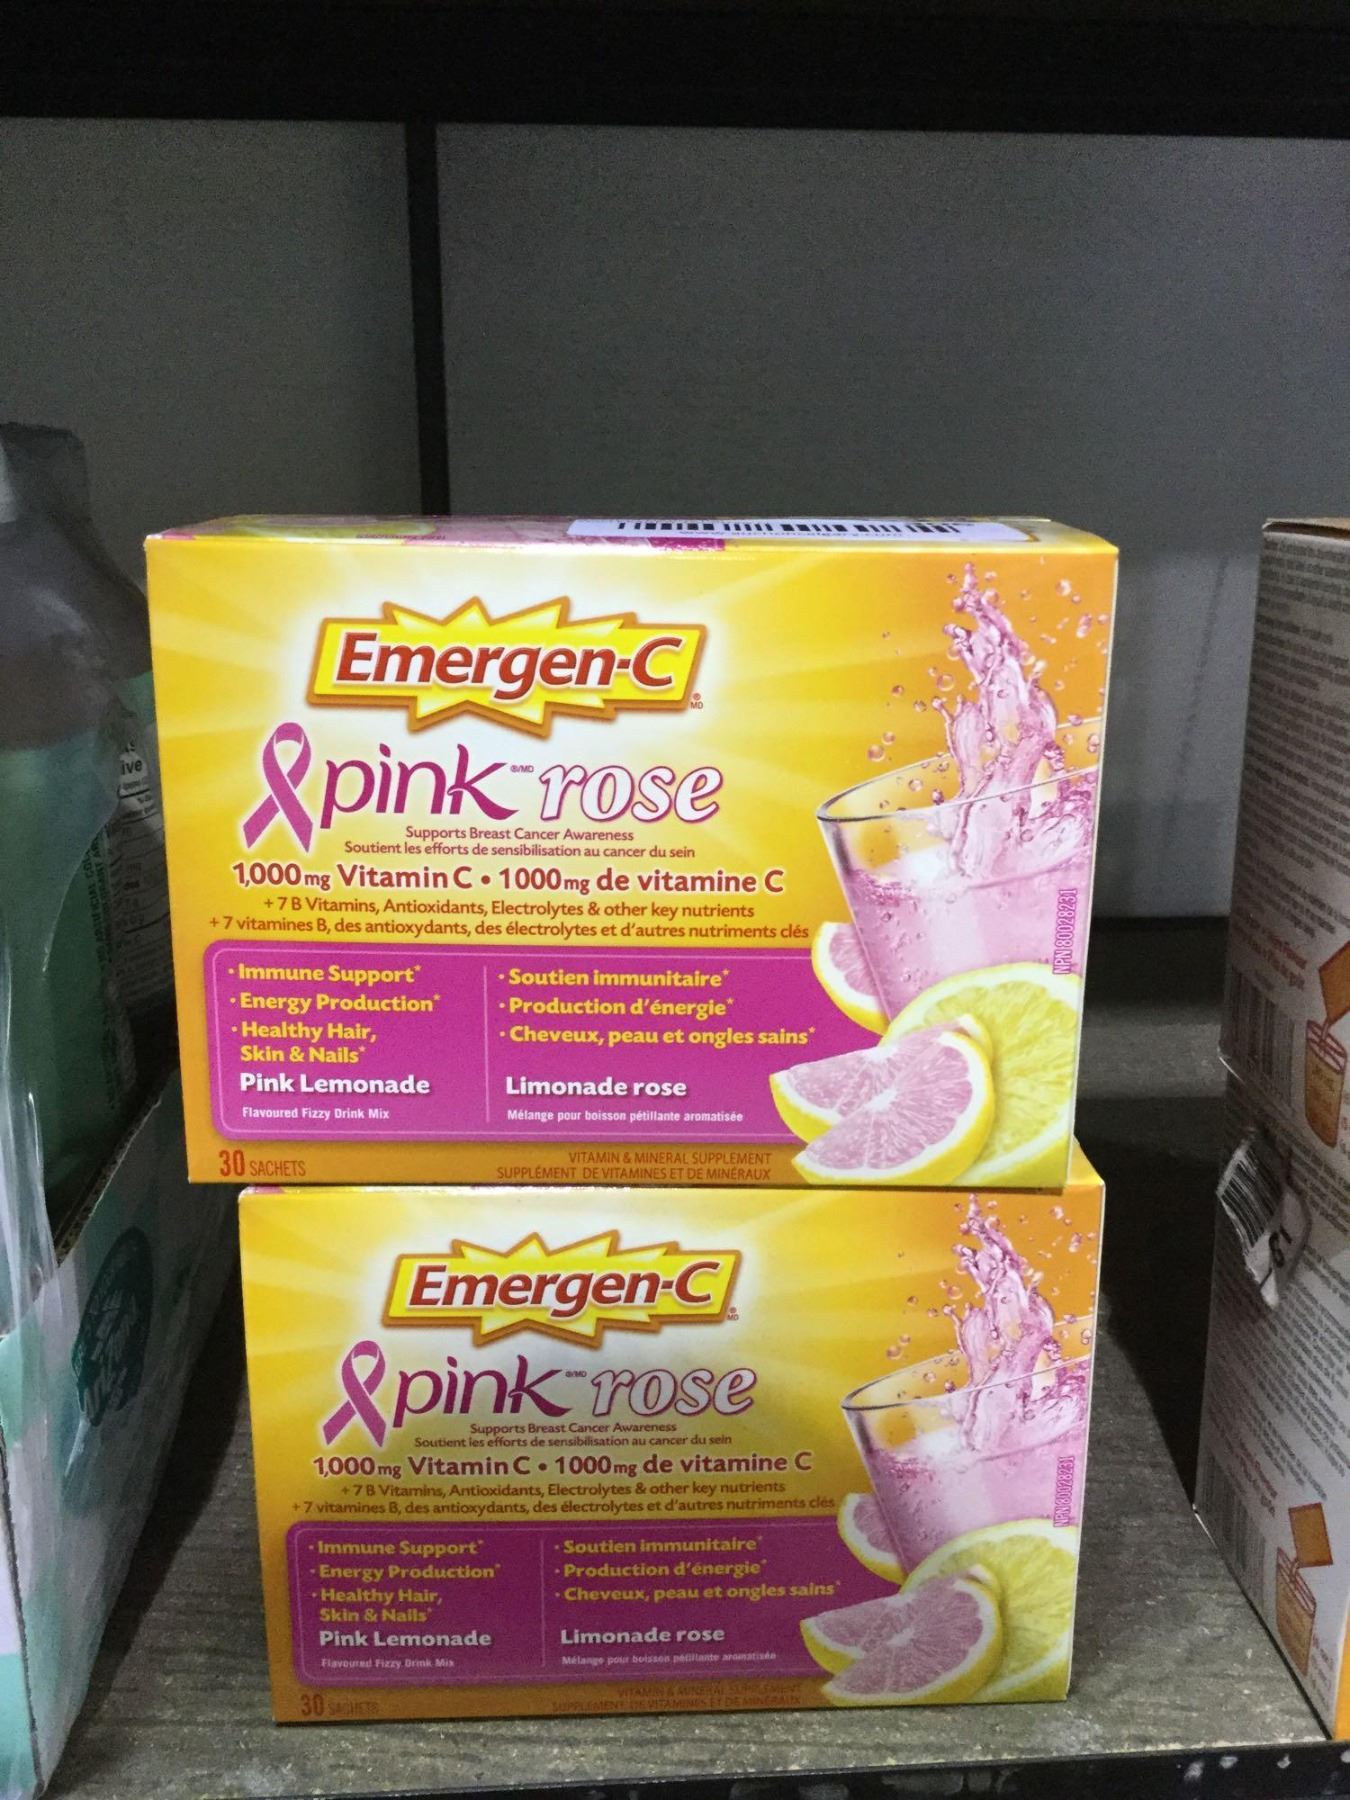 Emergen-C
® MD
pink ®/MD rose
Supports Breast Cancer Awareness
Soutient les efforts de sensibilisation au cancer du sein
1,000 mg Vitamin C • 1000 mg de vitamine C
+ 7 B Vitamins, Antioxidants, Electrolytes & other key nutrients
+ 7 vitamines B, des antioxydants, des électrolytes et d'autres nutriments clés
• Immune Support*
• Energy Production*
• Healthy Hair,
Skin & Nails*
Pink Lemonade
Flavoured Fizzy Drink Mix
• Soutien immunitaire*
• Production d'énergie*
• Cheveux, peau et ongles sains*
Limonade rose
Mélange pour boisson pétillante aromatisée
30 SACHETS
VITAMIN & MINERAL SUPPLEMENT
SUPPLÉMENT DE VITAMINES ET DE MINÉRAUX
NPN 80028231
Emergen-C
® MD
pink ®/MD rose
Supports Breast Cancer Awareness
Soutient les efforts de sensibilisation au cancer du sein
1,000 mg Vitamin C • 1000 mg de vitamine C
+ 7 B Vitamins, Antioxidants, Electrolytes & other key nutrients
+ 7 vitamines B, des antioxydants, des électrolytes et d'autres nutriments clés
• Immune Support*
• Energy Production*
• Healthy Hair,
Skin & Nails*
Pink Lemonade
Flavoured Fizzy Drink Mix
• Soutien immunitaire*
• Production d'énergie*
• Cheveux, peau et ongles sains*
Limonade rose
Mélange pour boisson pétillante aromatisée
30 SACHETS
VITAMIN & MINERAL SUPPLEMENT
SUPPLÉMENT DE VITAMINES ET DE MINÉRAUX
NPN 80028231